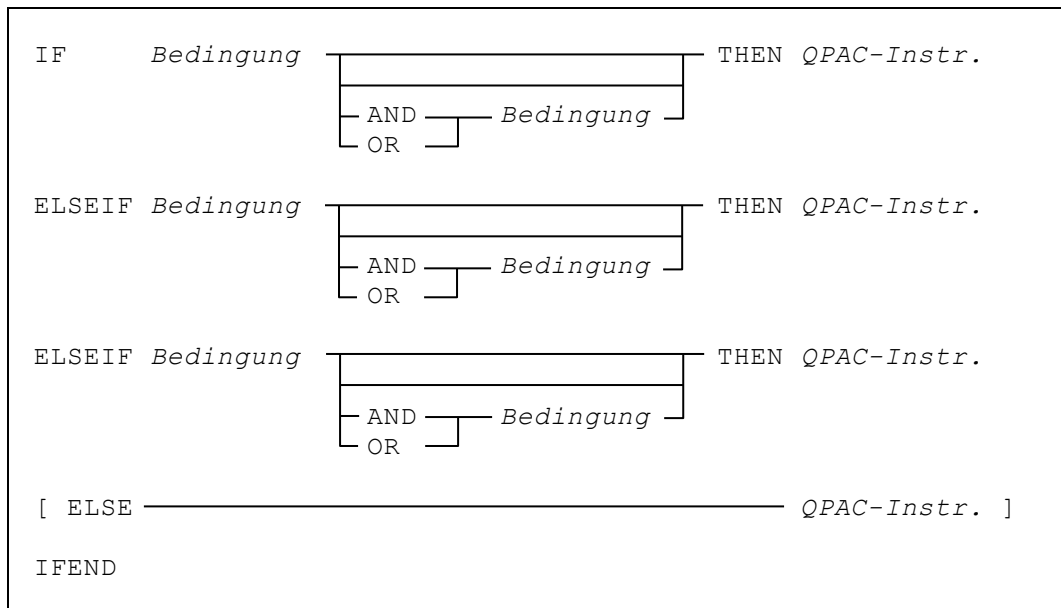 IF Bedingung THEN QPAC-Instr.
AND Bedingung
OR
ELSEIF Bedingung THEN QPAC-Instr.
AND Bedingung
OR
ELSEIF Bedingung THEN QPAC-Instr.
AND Bedingung
OR
[ ELSE QPAC-Instr. ]
IFEND